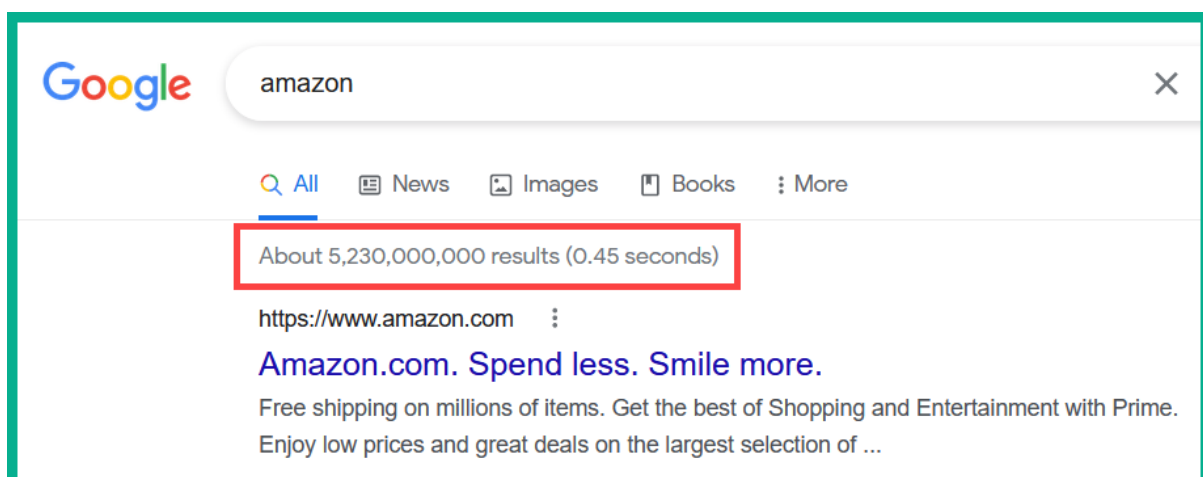 Google amazon
All News Images Books More
About 5,230,000,000 results (0.45 seconds)
https://www.amazon.com
Amazon.com. Spend less. Smile more.
Free shipping on millions of items. Get the best of Shopping and Entertainment with Prime.
Enjoy low prices and great deals on the largest selection of ...